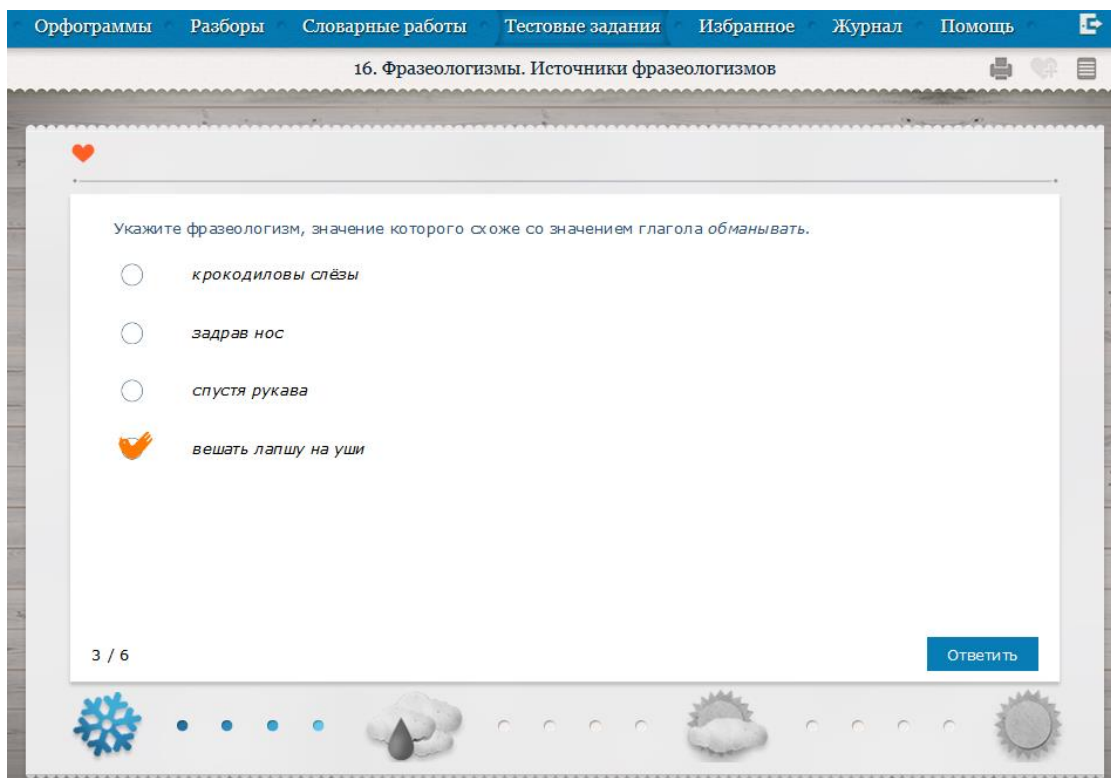 Орфограммы Разборы Словарные работы Тестовые задания Избранное Журнал Помощь
16. Фразеологизмы. Источники фразеологизмов
Укажите фразеологизм, значение которого схоже со значением глагола обманывать.
крокодиловы слёзы
задрав нос
спустя рукава
вешать лапшу на уши
3 / 6
Ответить